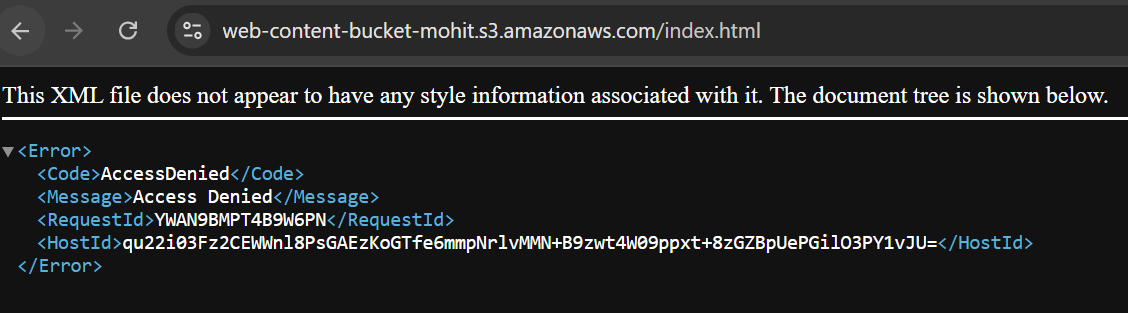 web-content-bucket-mohit.s3.amazonaws.com/index.html
This XML file does not appear to have any style information associated with it. The document tree is shown below.
<Error>
<Code>AccessDenied</Code>
<Message>Access Denied</Message>
<RequestId>YWAN9BMPT4B9W6PN</RequestId>
<HostId>qu22i03Fz2CEWWnl8PsGAEzKoGTfe6mmpNrlvMMN+B9zwt4W09ppxt+8zGZBpUePGilO3PY1vJU=</HostId>
</Error>